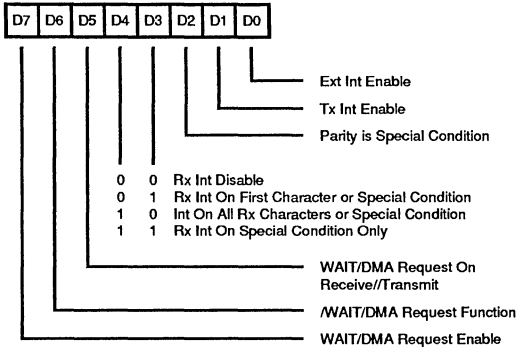 D7 D6 D5 D4 D3 D2 D1 D0
Ext Int Enable
Tx Int Enable
Parity is Special Condition
0 0 Rx Int Disable
0 1 Rx Int On First Character or Special Condition
1 0 Int On All Rx Characters or Special Condition
1 1 Rx Int On Special Condition Only
WAIT/DMA Request On
Receive//Transmit
/WAIT/DMA Request Function
WAIT/DMA Request Enable